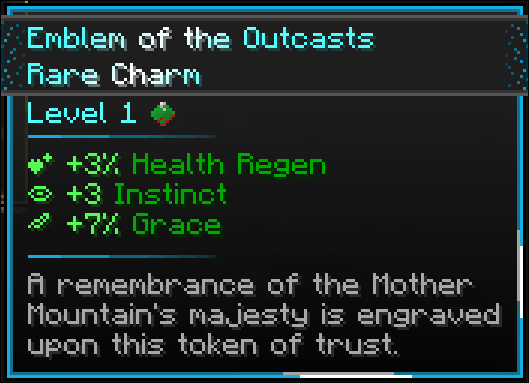 Emblem of the Outcasts
Rare Charm
Level 1
+3% Health Regen
+3 Instinct
+7% Grace
A remembrance of the Mother
Mountain's majesty is engraved
upon this token of trust.